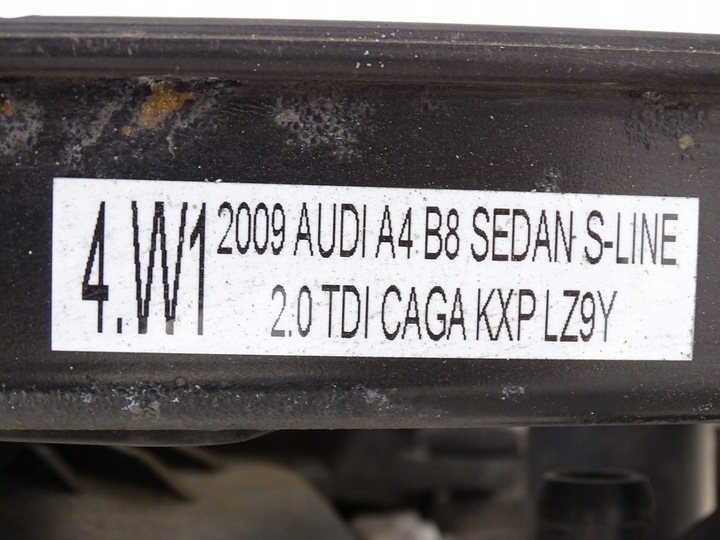 4.W1
2009 AUDI A4 B8 SEDAN S-LINE
2.0 TDI CAGA KXP LZ9Y